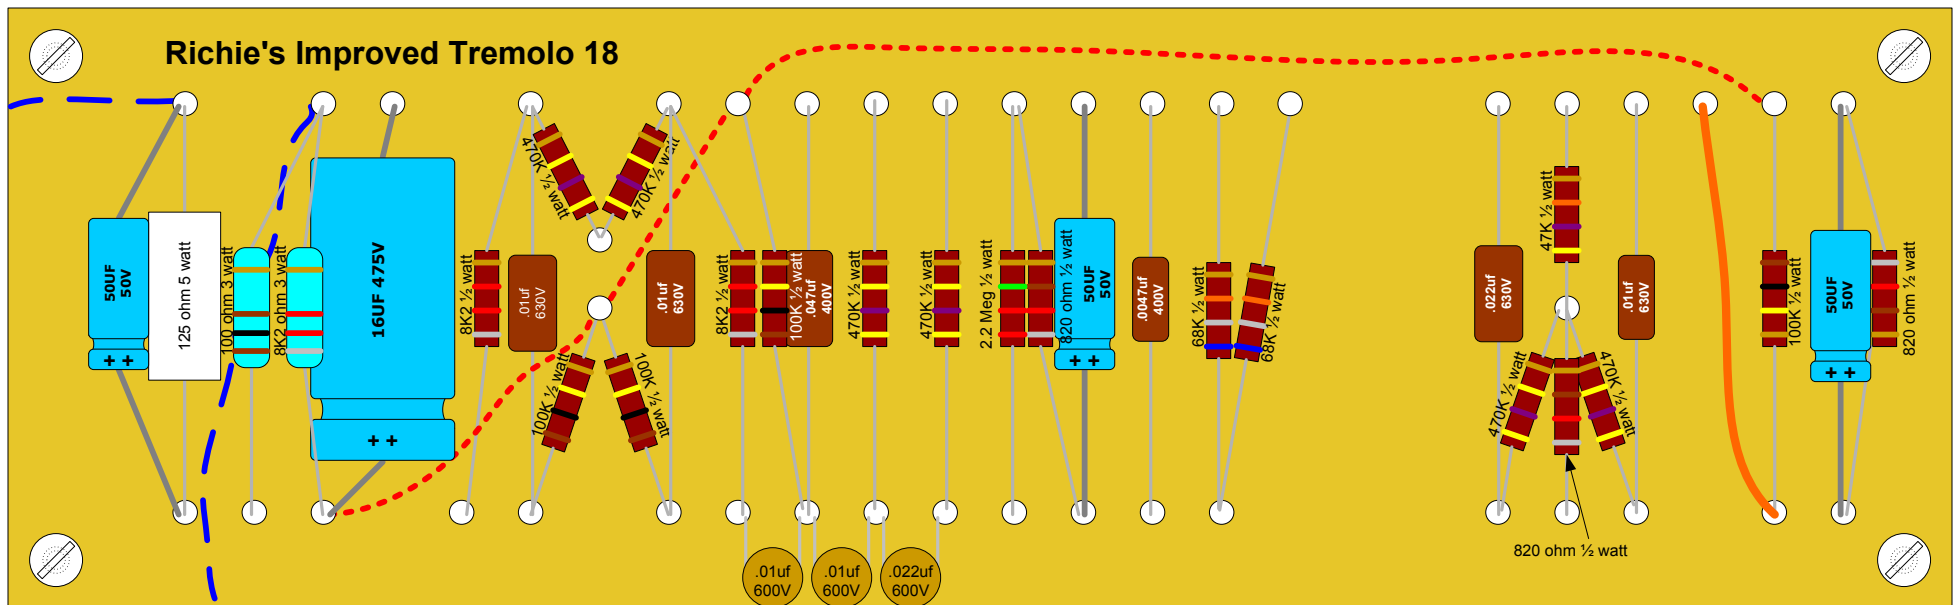 Richie's Improved Tremolo 18
50UF
50V
+ +
125 ohm 5 watt
100 ohm 3 watt
8K2 ohm 3 watt
16UF 475V
+ +
8K2 ½ watt
.01uf
630V
470K ½ watt
470K ½ watt
100K ½ watt
100K ½ watt
.01uf
630V
8K2 ½ watt
100K ½ watt
.047uf
400V
470K ½ watt
470K ½ watt
2.2 Meg ½ watt
820 ohm ½ watt
50UF
50V
+ +
.0047uf
400V
68K ½ watt
68K ½ watt
.022uf
630V
47K ½ watt
470K ½ watt
470K ½ watt
820 ohm ½ watt
.01uf
630V
100K ½ watt
50UF
50V
+ +
820 ohm ½ watt
.01uf
600V
.01uf
600V
.022uf
600V